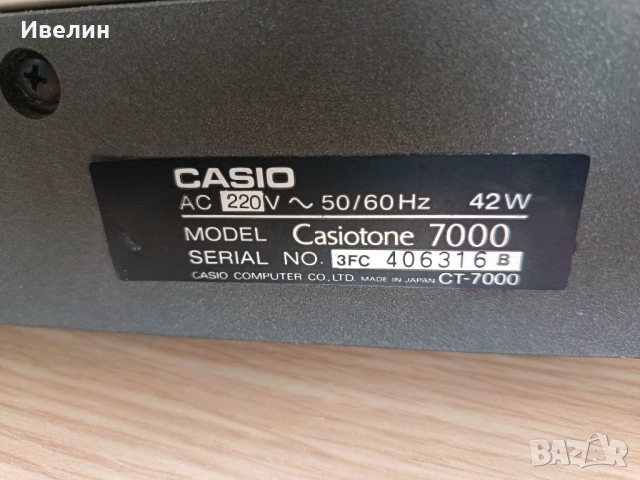 Ивелин
CASIO
AC 220V ~ 50/60Hz 42W
MODEL Casiotone 7000
SERIAL NO. 3FC 406316 B
CASIO COMPUTER CO., LTD. MADE IN JAPAN CT-7000
BAZAR